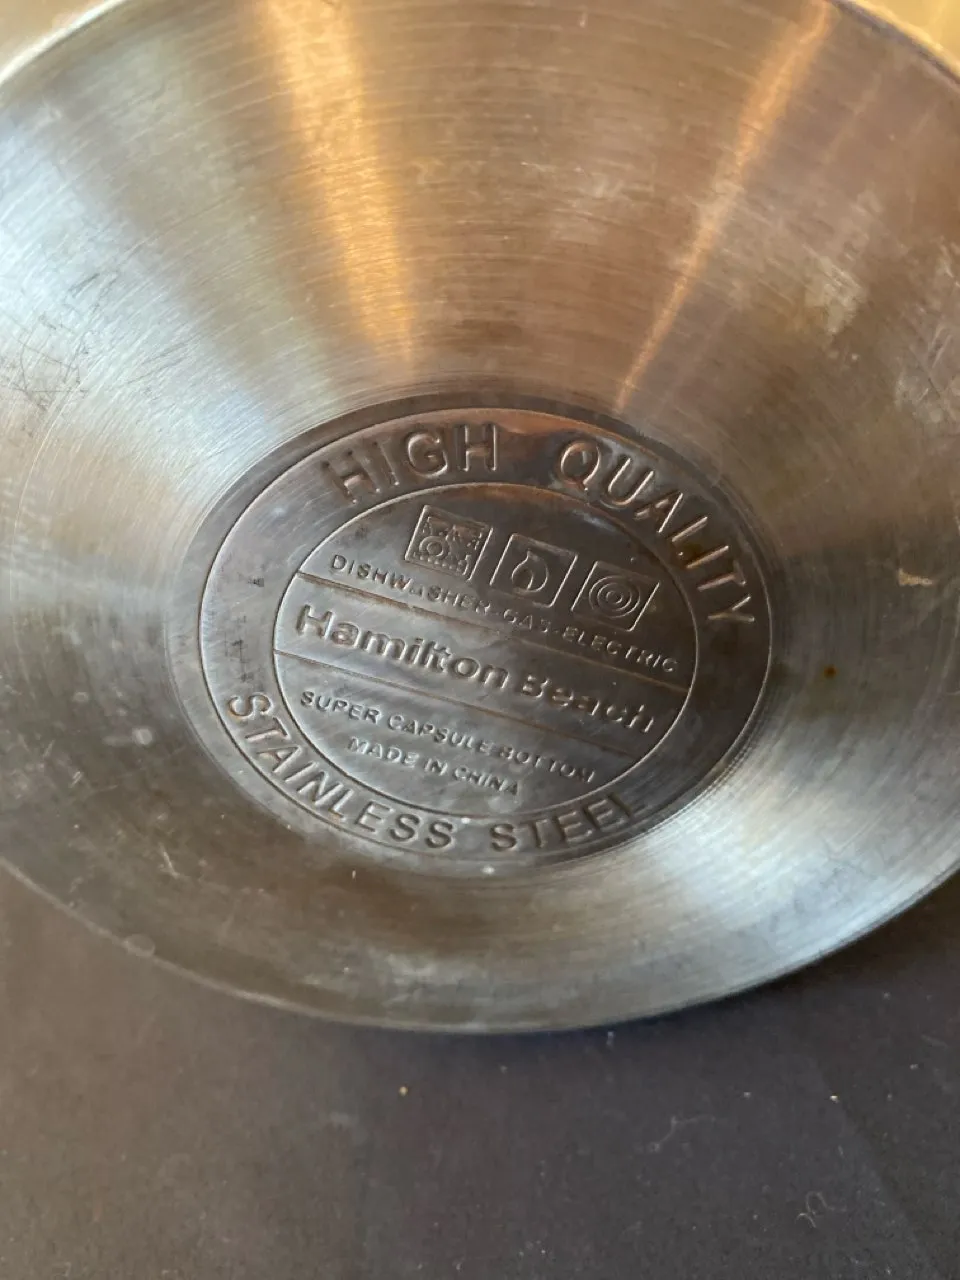 HIGH QUALITY
DISHWASHER-GAS-ELECTRIC
Hamilton Beach
SUPER CAPSULE BOTTOM
MADE IN CHINA
STAINLESS STEEL